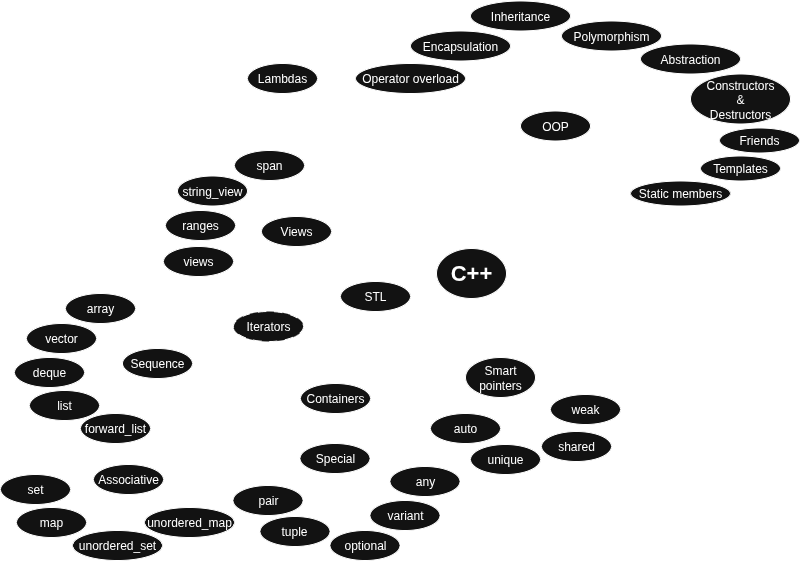 Inheritance
Polymorphism
Encapsulation
Abstraction
Lambdas
Operator overload
Constructors
&
Destructors
OOP
Friends
span
Templates
string_view
Static members
ranges
Views
views
C++
STL
array
Iterators
vector
Sequence
deque
Smart
pointers
Containers
list
weak
forward_list
auto
shared
Special
unique
Associative
any
set
pair
variant
map
unordered_map
tuple
unordered_set
optional